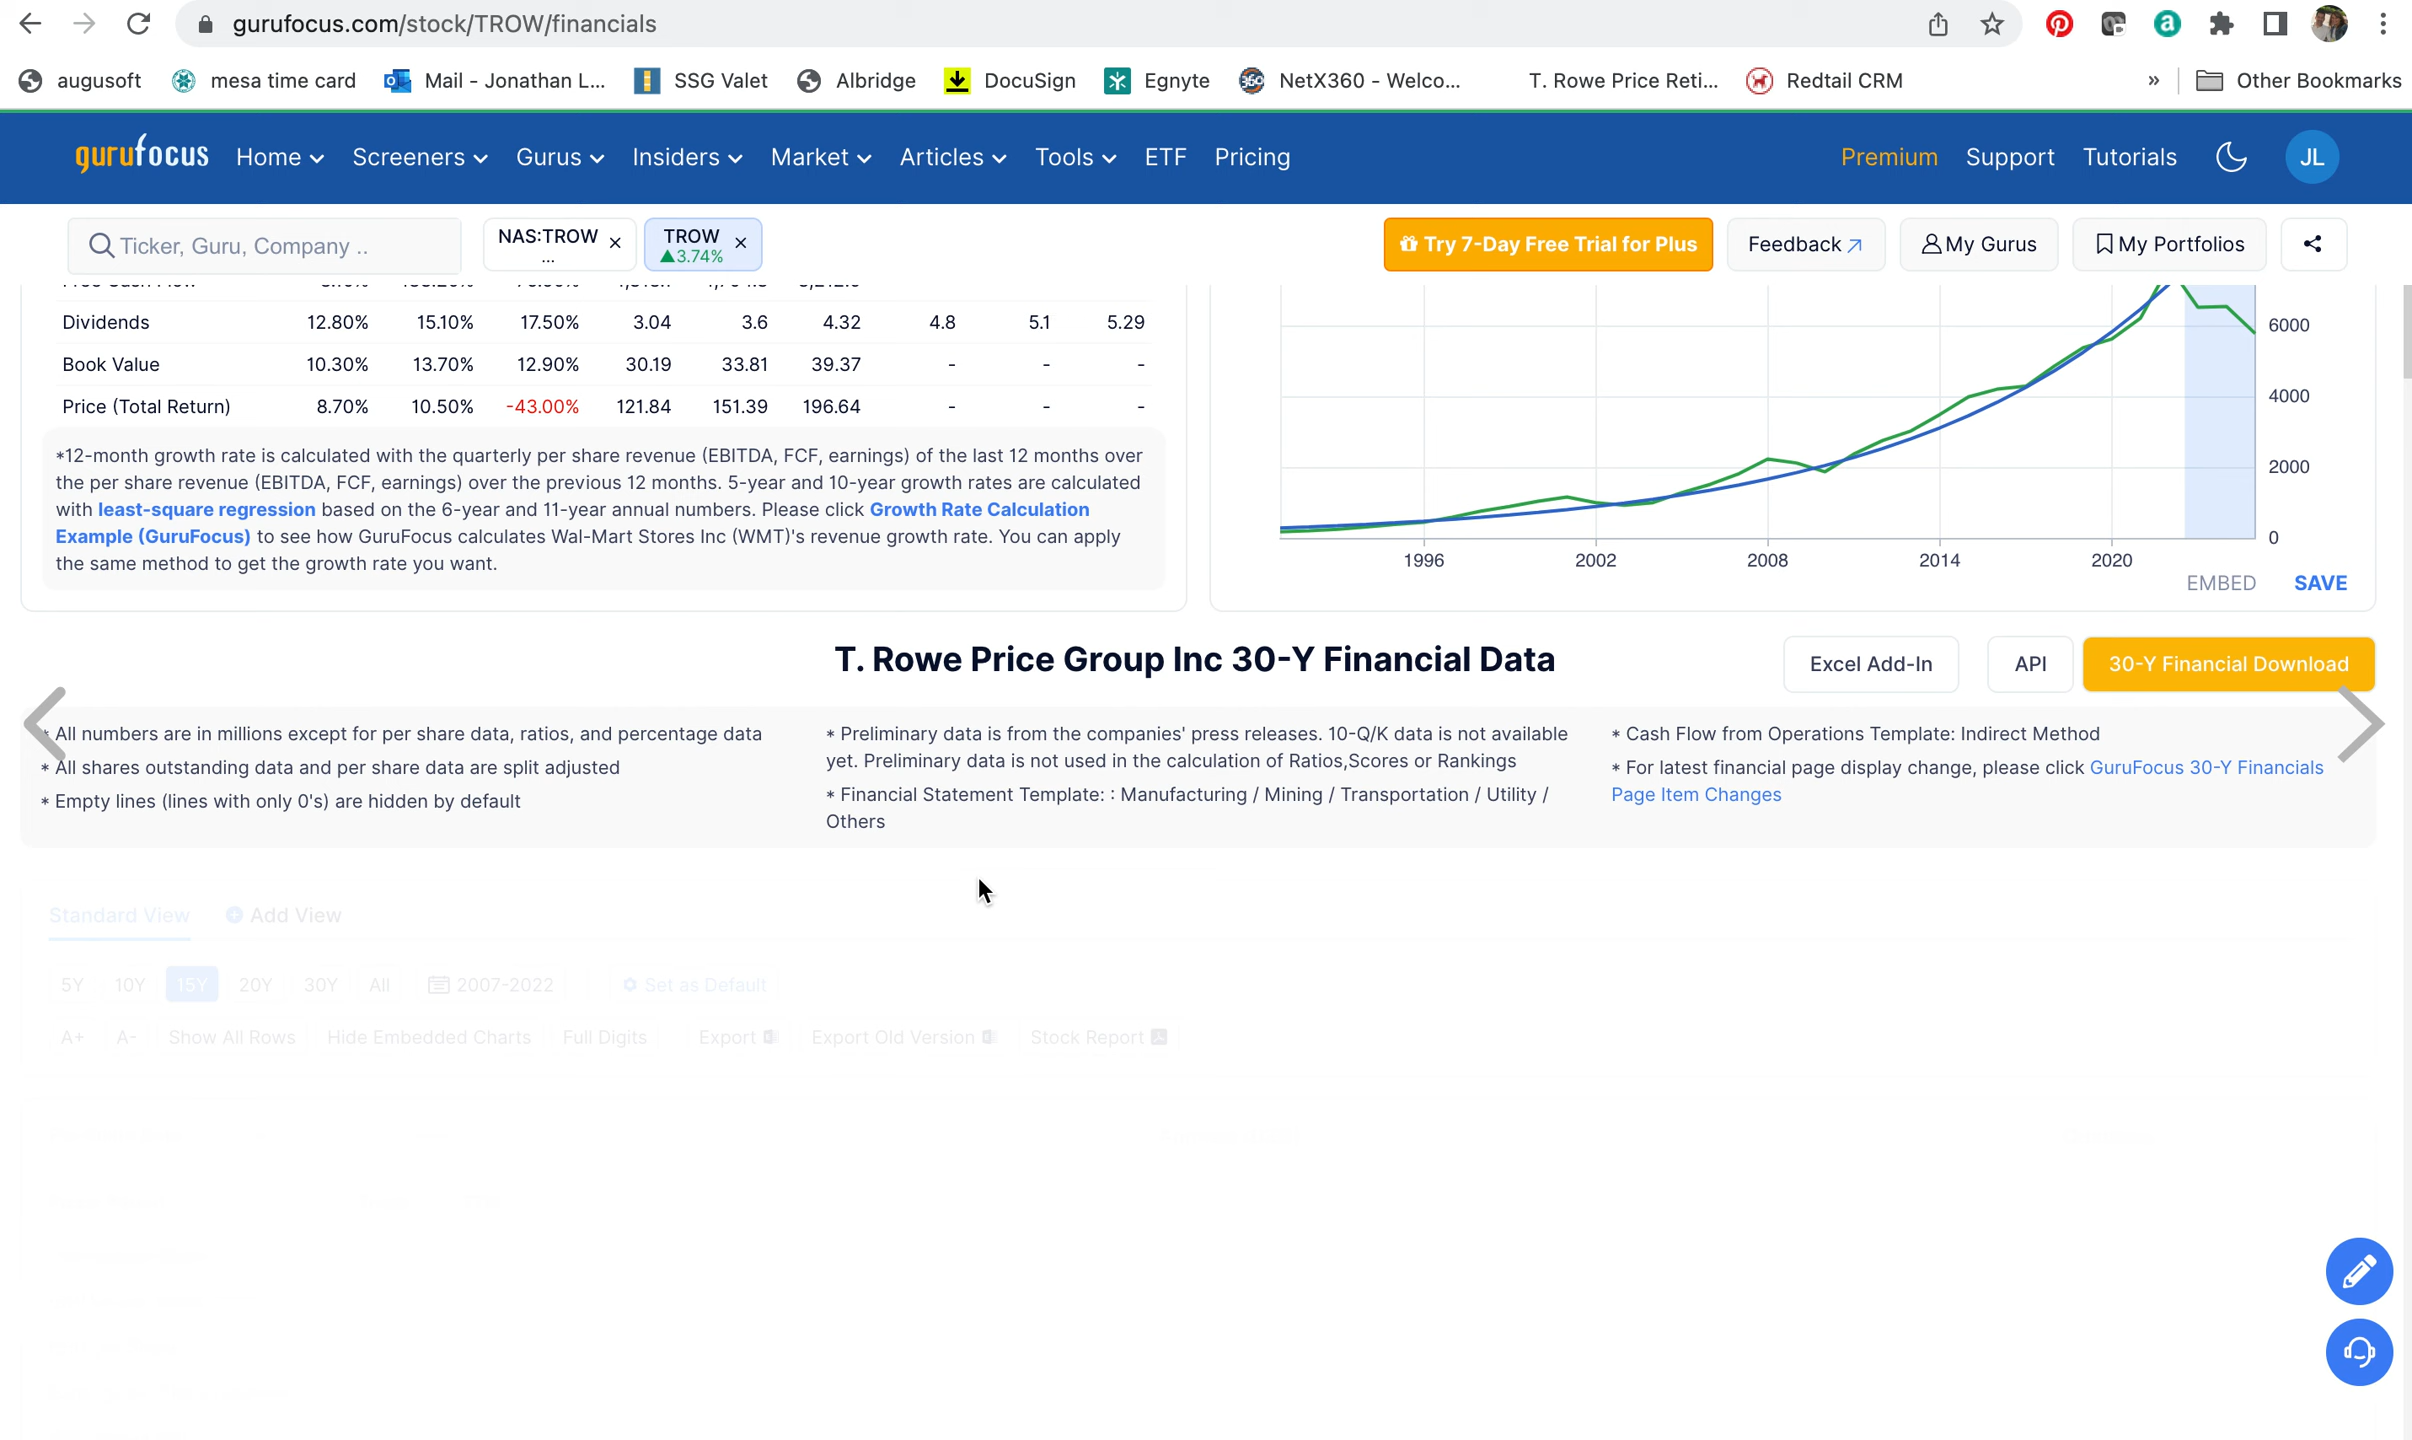 gurufocus.com/stock/TROW/financials
augusoft
mesa time card
Mail - Jonathan L...
SSG Valet
Albridge
DocuSign
Egnyte
NetX360 - Welco...
T. Rowe Price Reti...
Redtail CRM
»
Other Bookmarks
gurufocus
Home
Screeners
Gurus
Insiders
Market
Articles
Tools
ETF
Pricing
Premium
Support
Tutorials
JL
Ticker, Guru, Company ..
NAS:TROW
...
TROW
▲3.74%
Try 7-Day Free Trial for Plus
Feedback
My Gurus
My Portfolios
Dividends 12.80% 15.10% 17.50% 3.04 3.6 4.32 4.8 5.1 5.29
Book Value 10.30% 13.70% 12.90% 30.19 33.81 39.37 - - -
Price (Total Return) 8.70% 10.50% -43.00% 121.84 151.39 196.64 - - -
*12-month growth rate is calculated with the quarterly per share revenue (EBITDA, FCF, earnings) of the last 12 months over
the per share revenue (EBITDA, FCF, earnings) over the previous 12 months. 5-year and 10-year growth rates are calculated
with least-square regression based on the 6-year and 11-year annual numbers. Please click Growth Rate Calculation
Example (GuruFocus) to see how GuruFocus calculates Wal-Mart Stores Inc (WMT)'s revenue growth rate. You can apply
the same method to get the growth rate you want.
6000
4000
2000
0
1996 2002 2008 2014 2020
EMBED SAVE
T. Rowe Price Group Inc 30-Y Financial Data
Excel Add-In
API
30-Y Financial Download
* All numbers are in millions except for per share data, ratios, and percentage data
* All shares outstanding data and per share data are split adjusted
* Empty lines (lines with only 0's) are hidden by default
* Preliminary data is from the companies' press releases. 10-Q/K data is not available
yet. Preliminary data is not used in the calculation of Ratios,Scores or Rankings
* Financial Statement Template: : Manufacturing / Mining / Transportation / Utility /
Others
* Cash Flow from Operations Template: Indirect Method
* For latest financial page display change, please click GuruFocus 30-Y Financials
Page Item Changes
Standard View
Add View
5Y 10Y 15Y 20Y 30Y All 2007-2022 Set as Default
A+ A- Show All Rows Hide Embedded Charts Full Digits Export Export Old Version Stock Report